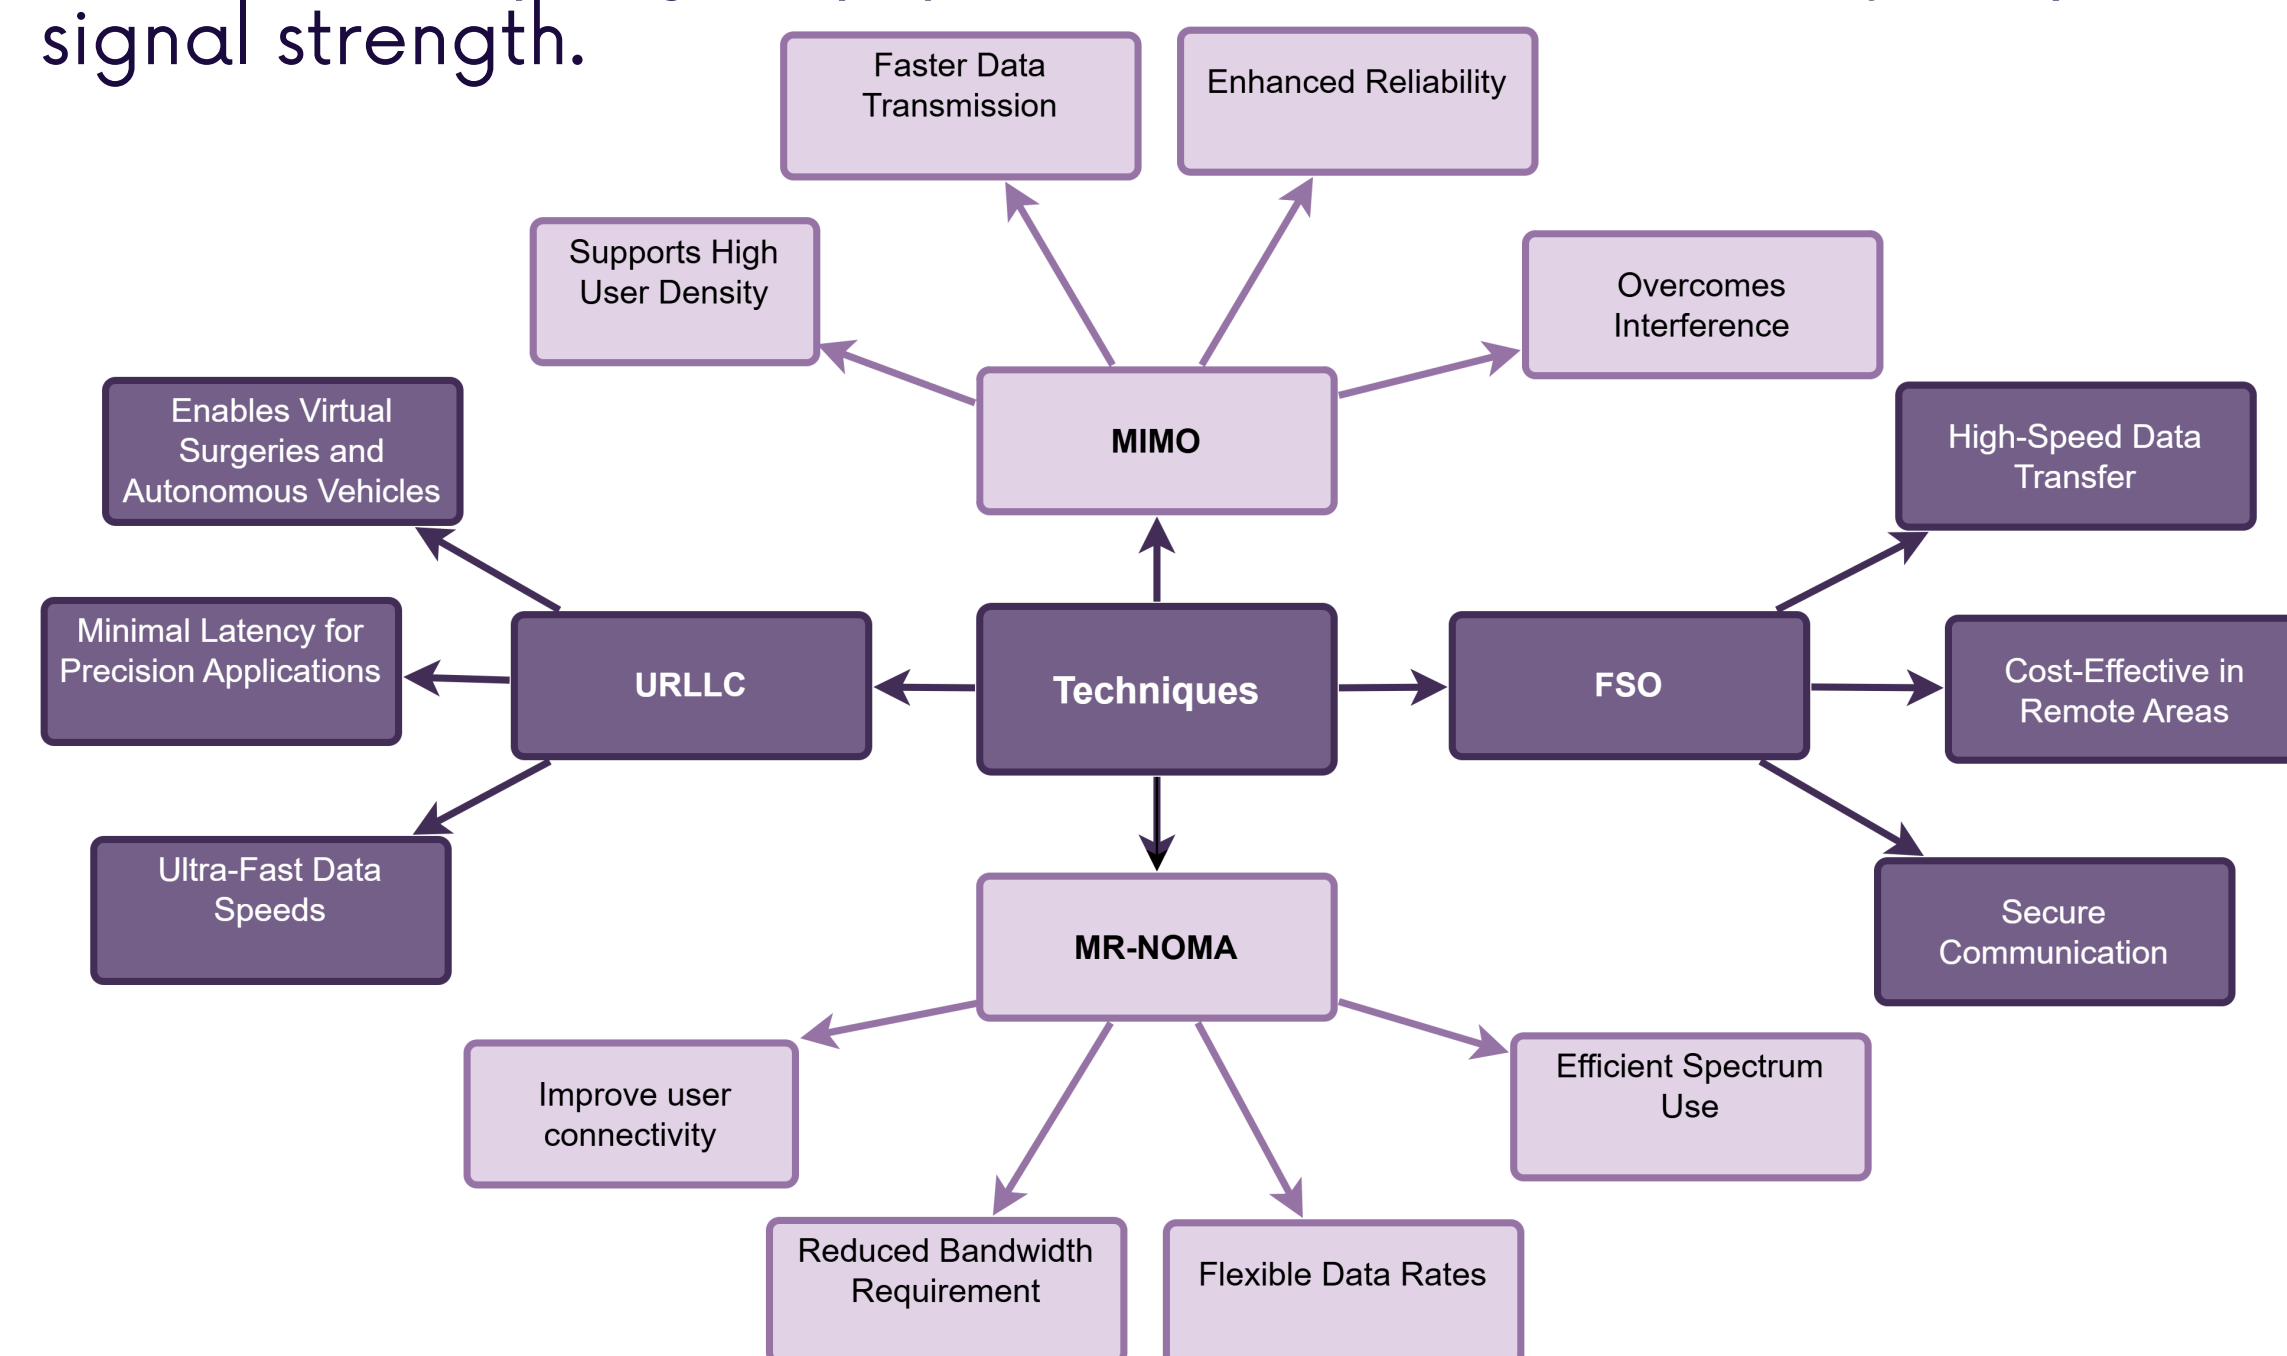 signal strength.
Faster Data
Transmission
Enhanced Reliability
Supports High
User Density
Overcomes
Interference
Enables Virtual
Surgeries and
Autonomous Vehicles
MIMO
High-Speed Data
Transfer
Minimal Latency for
Precision Applications
URLLC
Techniques
FSO
Cost-Effective in
Remote Areas
Ultra-Fast Data
Speeds
MR-NOMA
Secure
Communication
Improve user
connectivity
Efficient Spectrum
Use
Reduced Bandwidth
Requirement
Flexible Data Rates